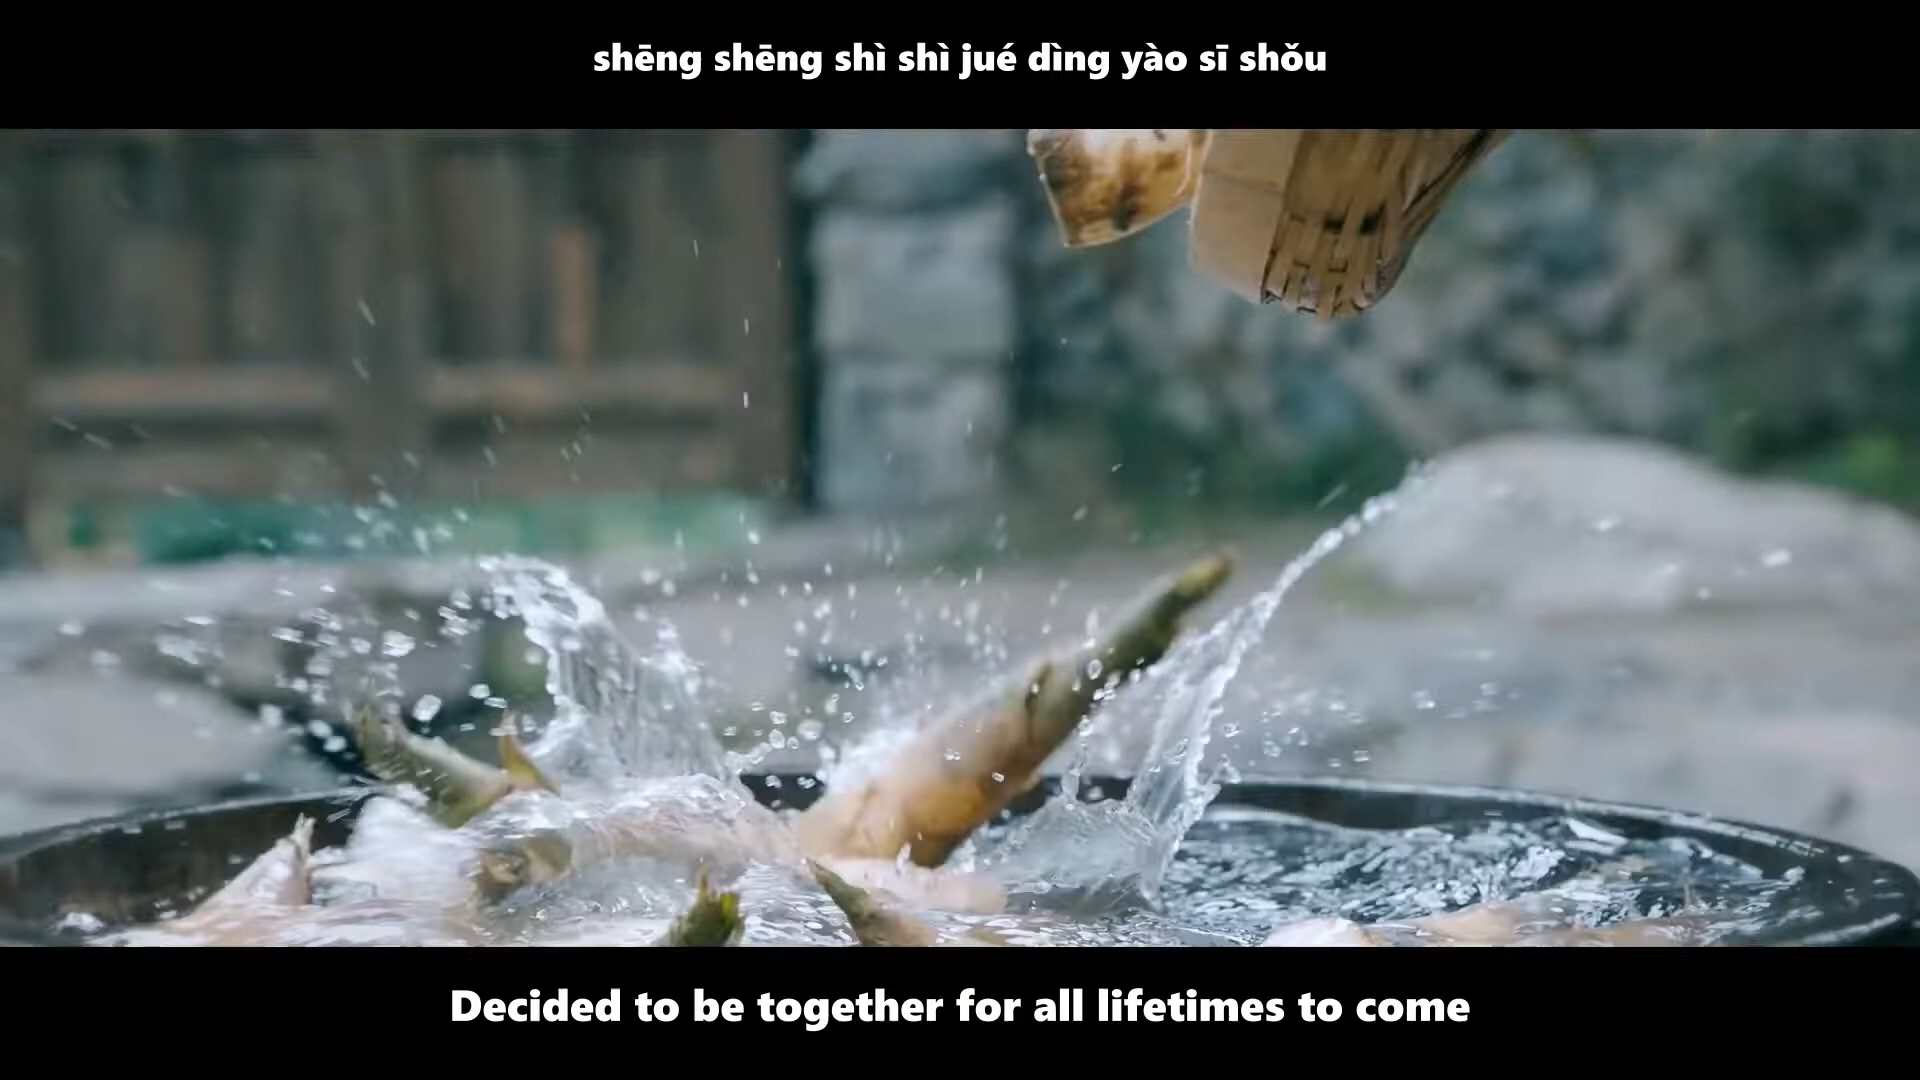 shēng shēng shì shì jué dìng yào sī shǒu
Decided to be together for all lifetimes to come